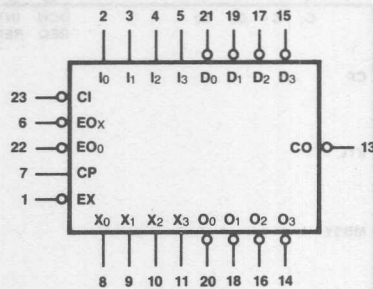 2 3 4 5 21 19 17 15
I0 I1 I2 I3 D0 D1 D2 D3
23 CI
6 EOX
22 EO0
CO 13
7 CP
1 EX
X0 X1 X2 X3 O0 O1 O2 O3
8 9 10 11 20 18 16 14